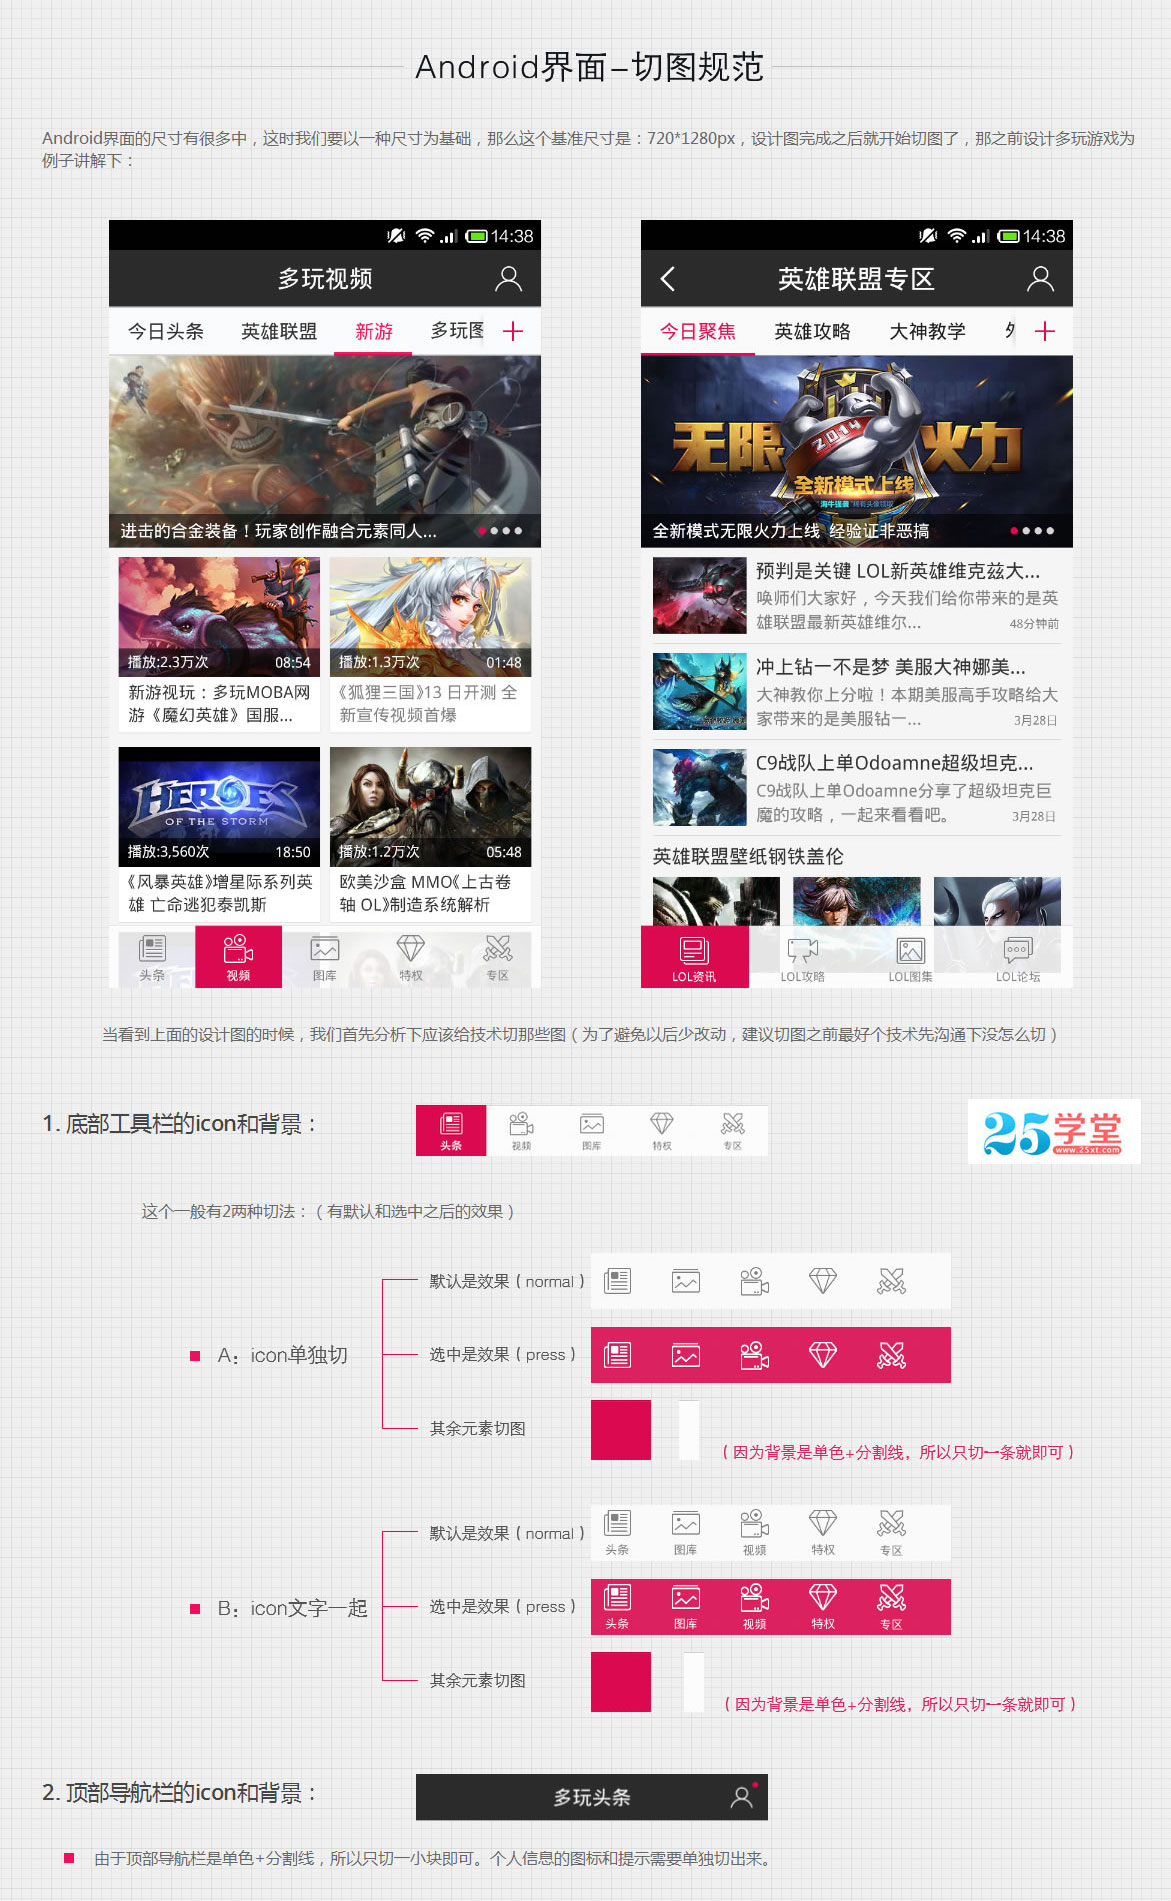 Android界面-切图规范
Android界面的尺寸有很多中，这时我们要以一种尺寸为基础，那么这个基准尺寸是：720*1280px，设计图完成之后就开始切图了，那之前设计多玩游戏为
例子讲解下：
14:38
多玩视频
今日头条 英雄联盟 新游 多玩图
进击的合金装备！玩家创作融合元素同人...
播放:2.3万次 08:54
播放:1.3万次 01:48
新游视玩：多玩MOBA网
游《魔幻英雄》国服...
《狐狸三国》13 日开测 全
新宣传视频首爆
HEROES
OF THE STORM
播放:3,560次 18:50
播放:1.2万次 05:48
《风暴英雄》增星际系列英
雄 亡命逃犯泰凯斯
欧美沙盒 MMO《上古卷
轴 OL》制造系统解析
头条 视频 图库 特权 专区
14:38
英雄联盟专区
今日聚焦 英雄攻略 大神教学
2014
无限火力
全新模式上线
全新模式无限火力上线 经验证非恶搞
预判是关键 LOL新英雄维克兹大...
唤师们大家好，今天我们给你带来的是英
雄联盟最新英雄维尔... 48分钟前
冲上钻一不是梦 美服大神娜美...
大神教你上分啦！本期美服高手攻略给大
家带来的是美服钻一... 3月28日
C9战队上单Odoamne超级坦克...
C9战队上单Odoamne分享了超级坦克巨
魔的攻略，一起来看看吧。 3月28日
英雄联盟壁纸钢铁盖伦
LOL资讯 LOL攻略 LOL图集 LOL论坛
当看到上面的设计图的时候，我们首先分析下应该给技术切那些图（为了避免以后少改动，建议切图之前最好个技术先沟通下没怎么切）
1. 底部工具栏的icon和背景：
头条 视频 图库 特权 专区
25学堂
www.25xt.com
这个一般有2两种切法：（有默认和选中之后的效果）
默认是效果（normal）
A：icon单独切
选中是效果（press）
其余元素切图
（因为背景是单色+分割线，所以只切一条就即可）
默认是效果（normal）
头条 图库 视频 特权 专区
B：icon文字一起
选中是效果（press）
头条 图库 视频 特权 专区
其余元素切图
（因为背景是单色+分割线，所以只切一条就即可）
2. 顶部导航栏的icon和背景：
多玩头条
由于顶部导航栏是单色+分割线，所以只切一小块即可。个人信息的图标和提示需要单独切出来。